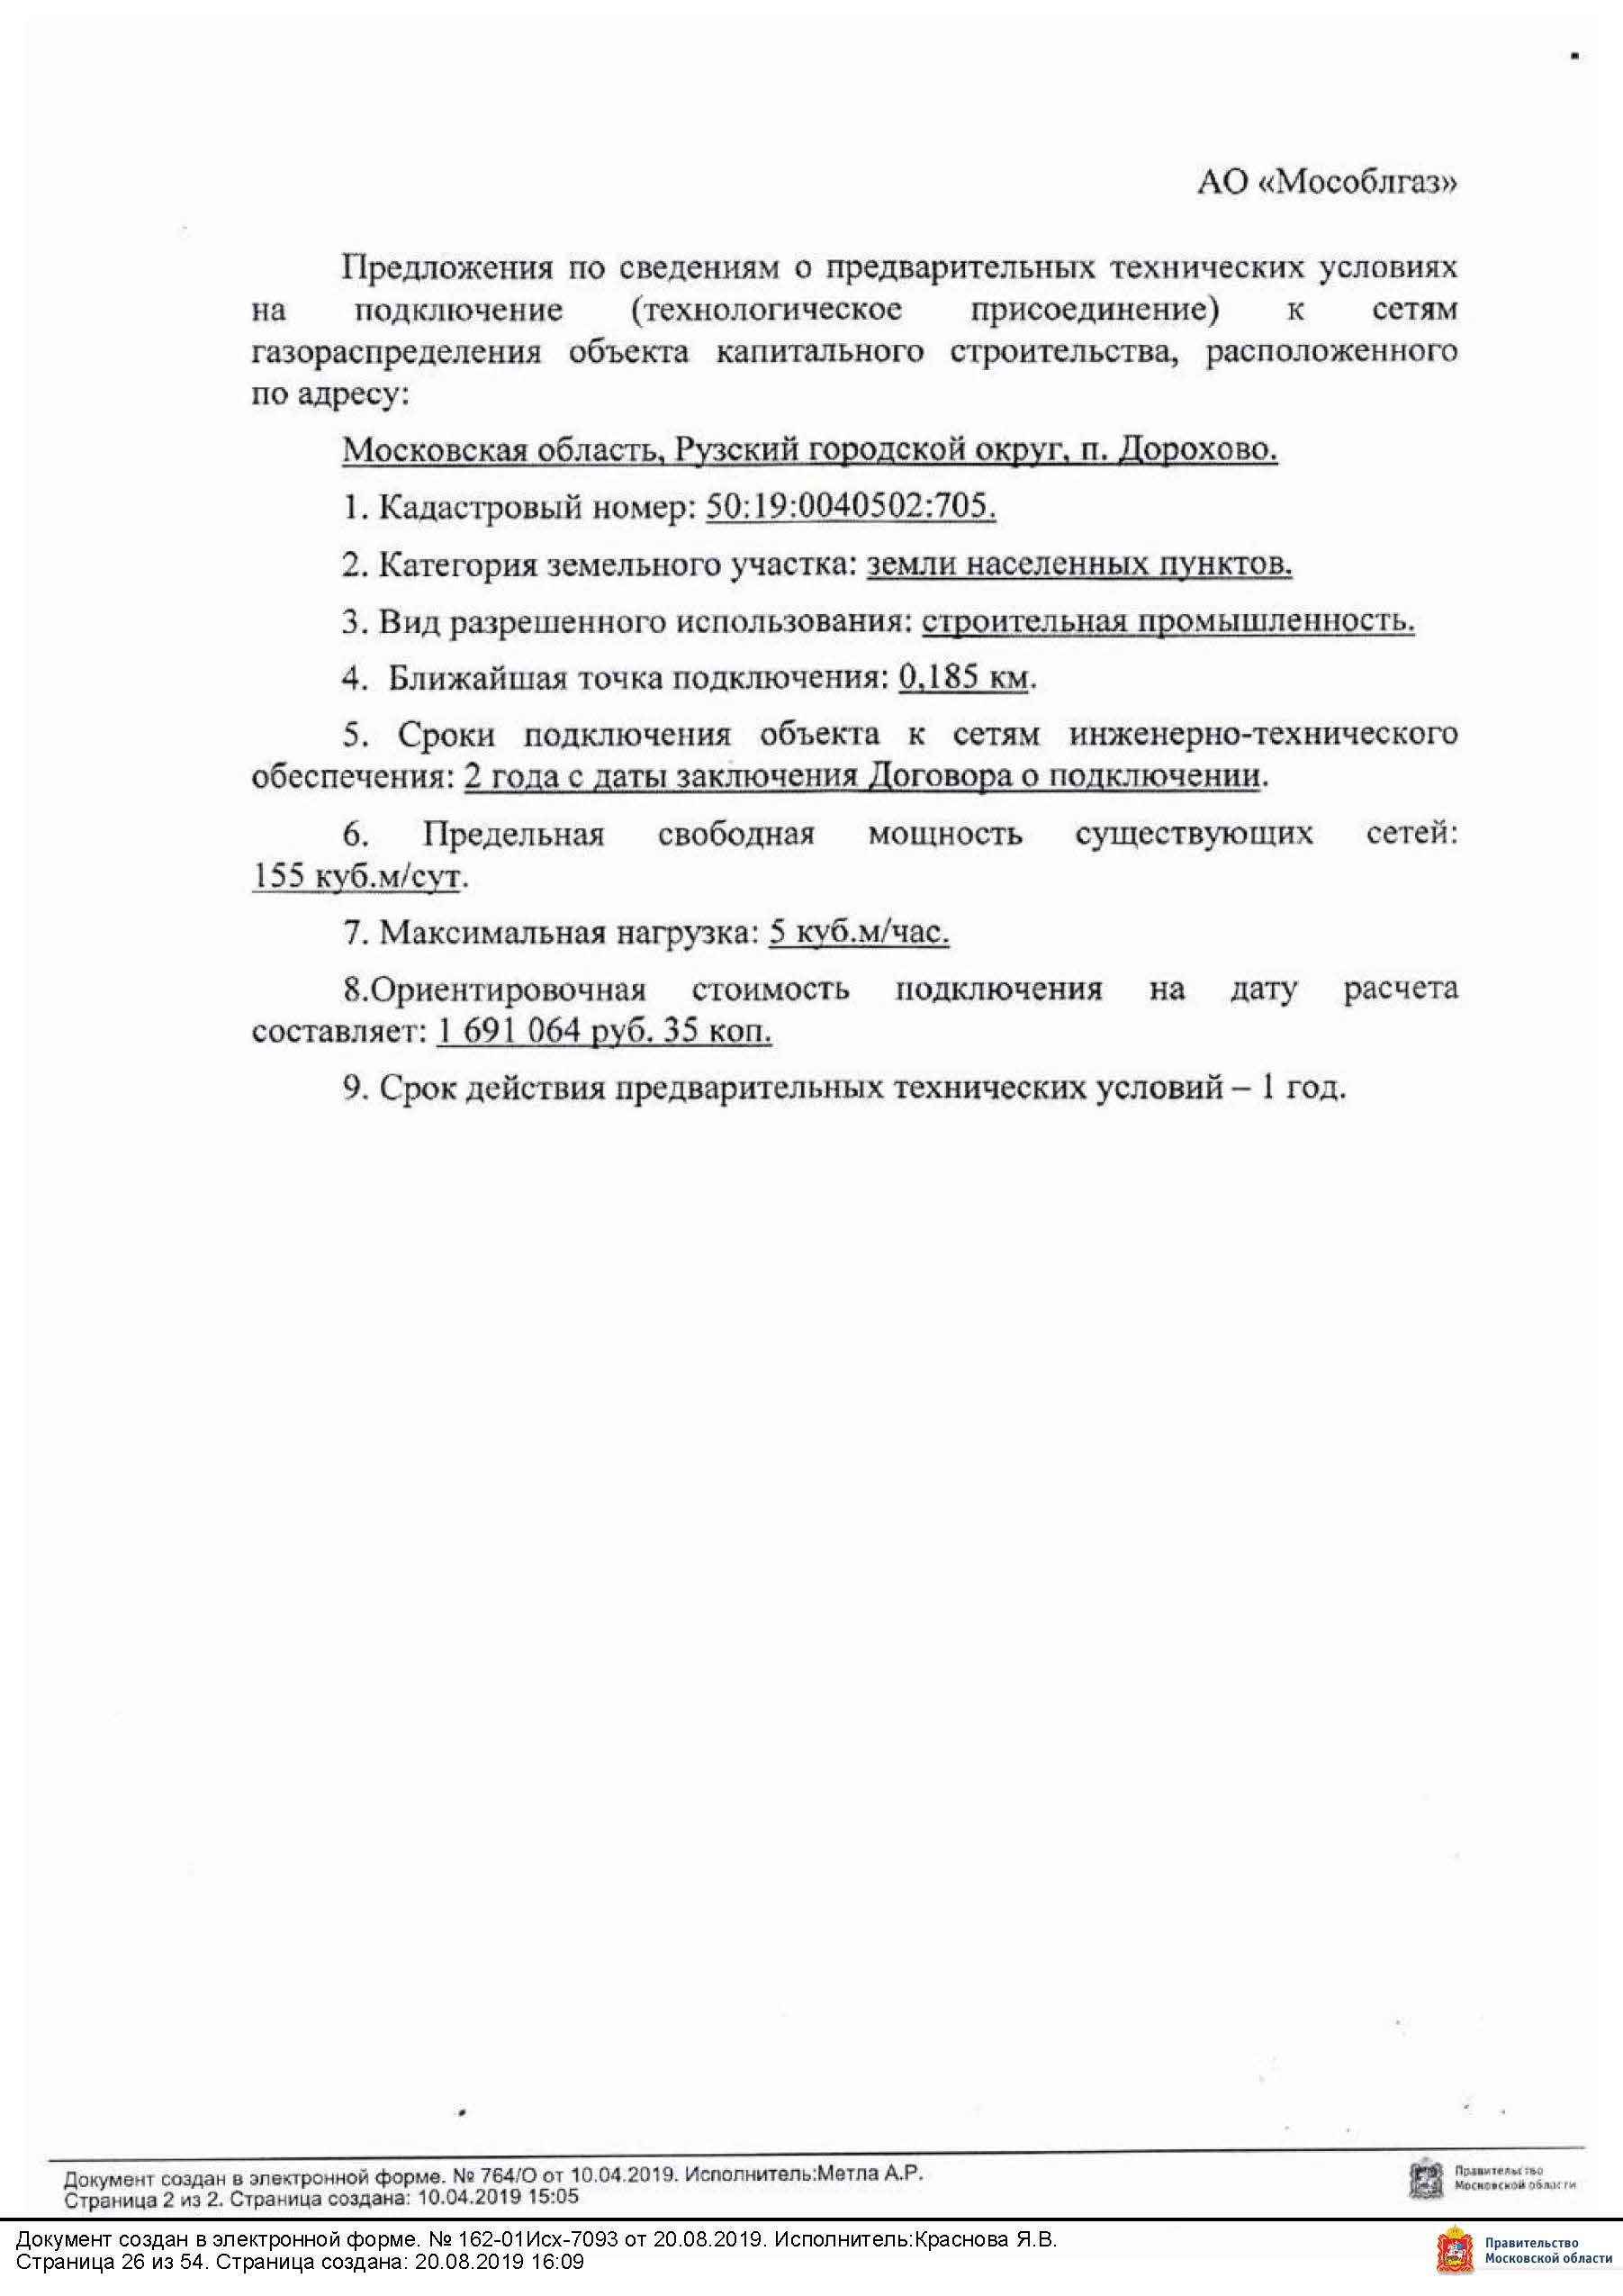 АО «Мособлгаз»
Предложения по сведениям о предварительных технических условиях
на подключение (технологическое присоединение) к сетям
газораспределения объекта капитального строительства, расположенного
по адресу:
Московская область, Рузский городской округ, п. Дорохово.
1. Кадастровый номер: 50:19:0040502:705.
2. Категория земельного участка: земли населенных пунктов.
3. Вид разрешенного использования: строительная промышленность.
4. Ближайшая точка подключения: 0,185 км.
5. Сроки подключения объекта к сетям инженерно-технического
обеспечения: 2 года с даты заключения Договора о подключении.
6. Предельная свободная мощность существующих сетей:
155 куб.м/сут.
7. Максимальная нагрузка: 5 куб.м/час.
8.Ориентировочная стоимость подключения на дату расчета
составляет: 1 691 064 руб. 35 коп.
9. Срок действия предварительных технических условий – 1 год.
Документ создан в электронной форме. № 764/О от 10.04.2019. Исполнитель:Метла А.Р.
Страница 2 из 2. Страница создана: 10.04.2019 15:05
Правительство
Московской области
Документ создан в электронной форме. № 162-01Исх-7093 от 20.08.2019. Исполнитель:Краснова Я.В.
Страница 26 из 54. Страница создана: 20.08.2019 16:09
Правительство
Московской области